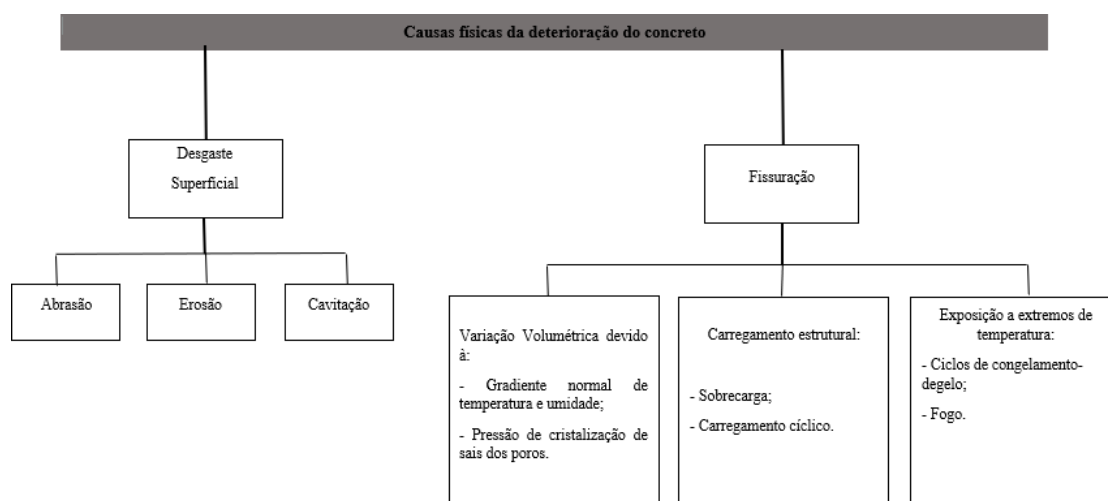 Causas físicas da deterioração do concreto
Desgaste
Superficial
Fissuração
Abrasão
Erosão
Cavitação
Variação Volumétrica devido
à:
- Gradiente normal de
temperatura e umidade;
- Pressão de cristalização de
sais dos poros.
Carregamento estrutural:
- Sobrecarga;
- Carregamento cíclico.
Exposição a extremos de
temperatura:
- Ciclos de congelamento-
degelo;
- Fogo.